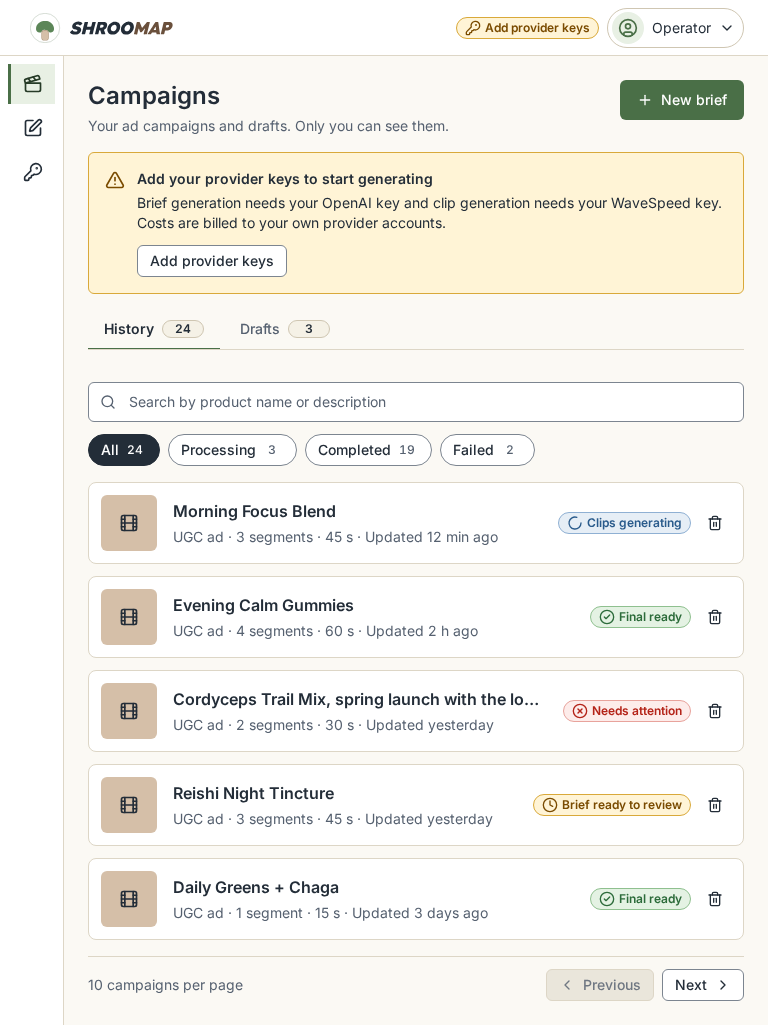 SHROOMAP
Add provider keys
Operator
Campaigns
Your ad campaigns and drafts. Only you can see them.
New brief
Add your provider keys to start generating
Brief generation needs your OpenAI key and clip generation needs your WaveSpeed key.
Costs are billed to your own provider accounts.
Add provider keys
History 24
Drafts 3
Search by product name or description
All 24
Processing 3
Completed 19
Failed 2
Morning Focus Blend
UGC ad · 3 segments · 45 s · Updated 12 min ago
Clips generating
Evening Calm Gummies
UGC ad · 4 segments · 60 s · Updated 2 h ago
Final ready
Cordyceps Trail Mix, spring launch with the lo...
UGC ad · 2 segments · 30 s · Updated yesterday
Needs attention
Reishi Night Tincture
UGC ad · 3 segments · 45 s · Updated yesterday
Brief ready to review
Daily Greens + Chaga
UGC ad · 1 segment · 15 s · Updated 3 days ago
Final ready
10 campaigns per page
Previous
Next